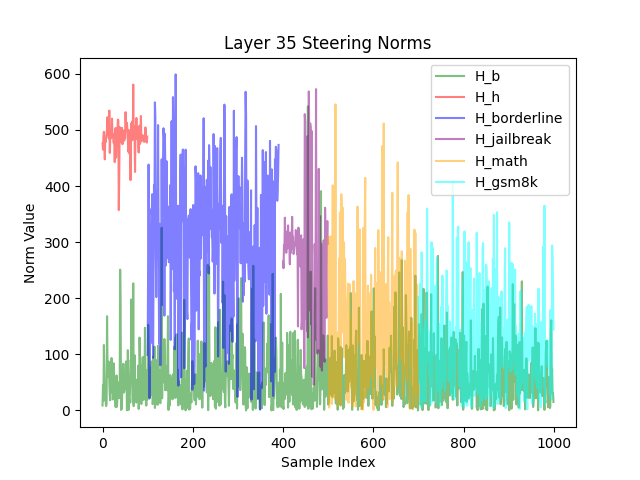 Layer 35 Steering Norms
600
500
400
300
200
100
0
Norm Value
H_b
H_h
H_borderline
H_jailbreak
H_math
H_gsm8k
0 200 400 600 800 1000
Sample Index